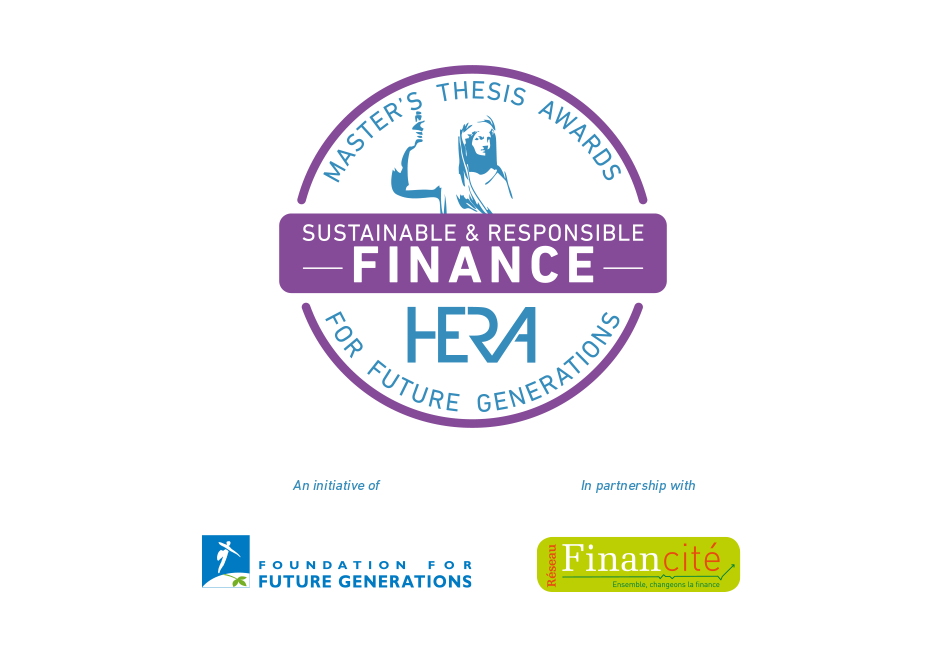 MASTER'S THESIS AWARDS
SUSTAINABLE & RESPONSIBLE
FINANCE
HERA
FOR FUTURE GENERATIONS
An initiative of
In partnership with
FOUNDATION FOR
FUTURE GENERATIONS
Réseau
Financité
Ensemble, changeons la finance